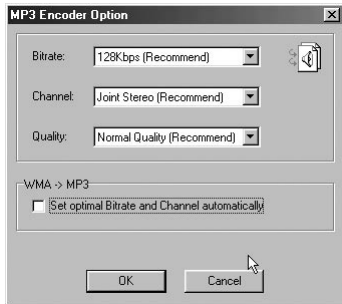 MP3 Encoder Option
Bitrate: 128Kbps (Recommend)
Channel: Joint Stereo (Recommend)
Quality: Normal Quality (Recommend)
WMA -> MP3
Set optimal Bitrate and Channel automatically
OK Cancel